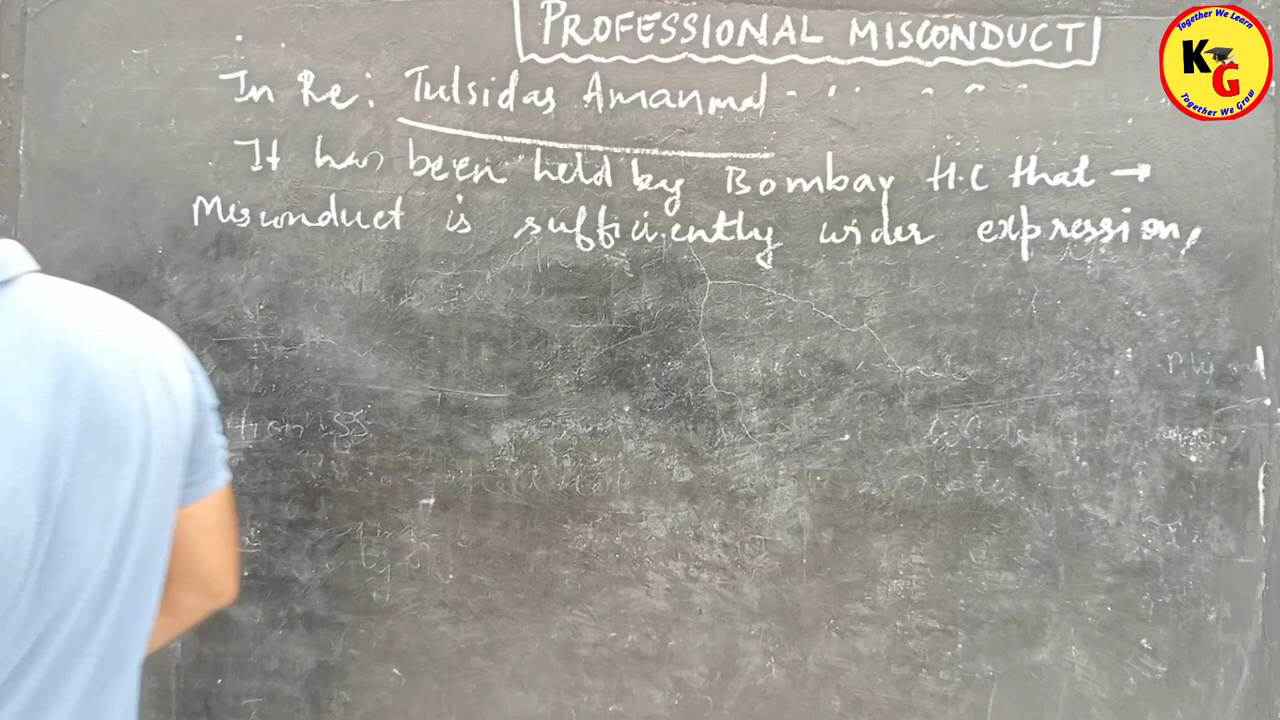 PROFESSIONAL MISCONDUCT
In Re: Tulsidas Amanmal
It has been held by Bombay H.C that →
Misconduct is sufficiently wider expression,
Together We Learn
KG
Together We Grow